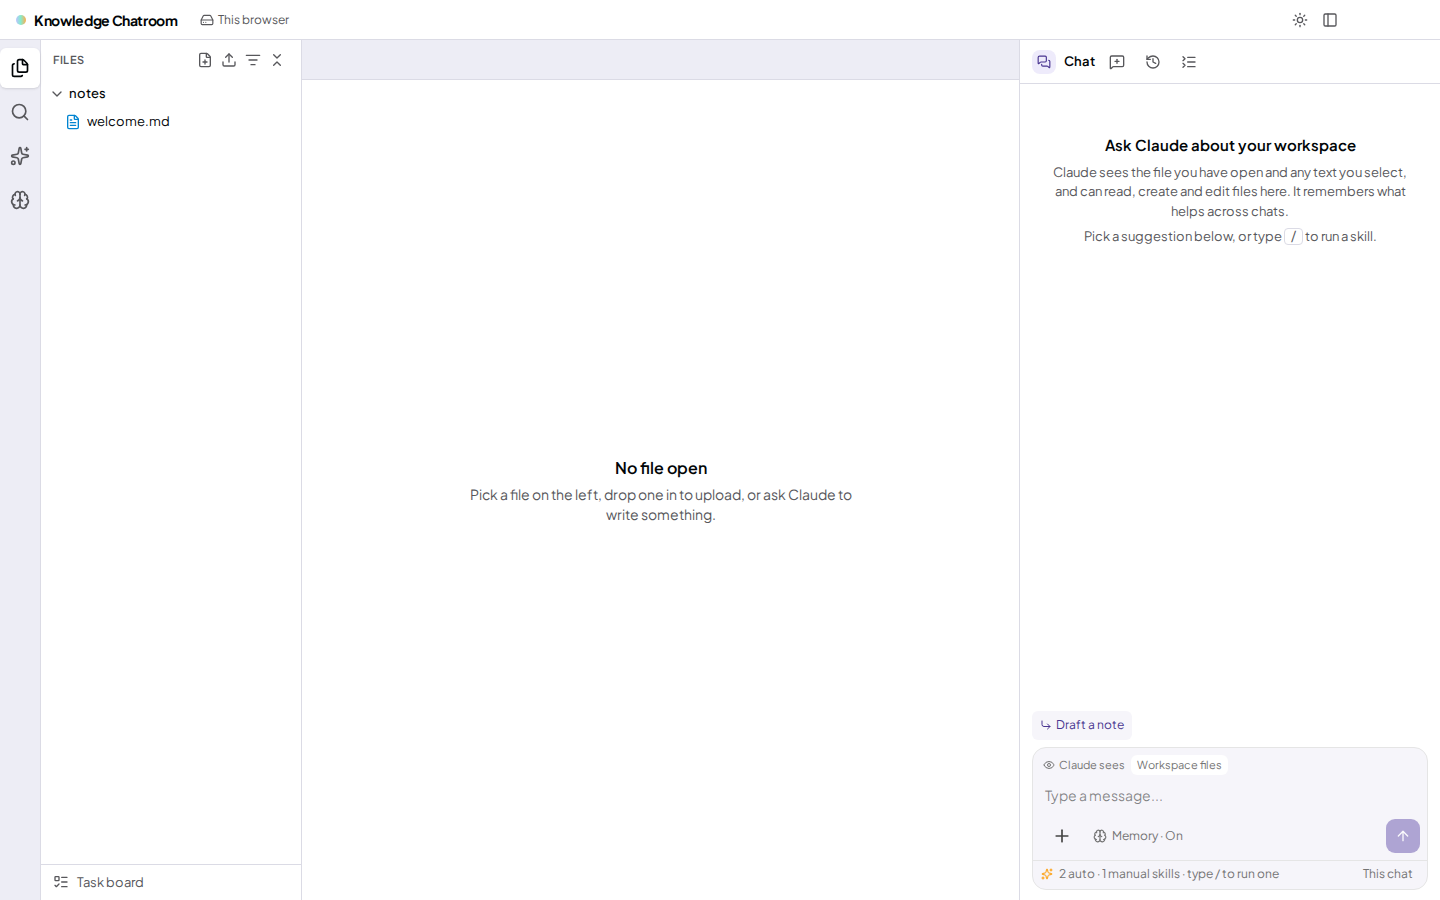 Knowledge Chatroom
This browser
FILES
notes
welcome.md
Task board
No file open
Pick a file on the left, drop one in to upload, or ask Claude to
write something.
Chat
Ask Claude about your workspace
Claude sees the file you have open and any text you select,
and can read, create and edit files here. It remembers what
helps across chats.
Pick a suggestion below, or type / to run a skill.
Draft a note
Claude sees Workspace files
Type a message...
Memory · On
2 auto · 1 manual skills · type / to run one
This chat